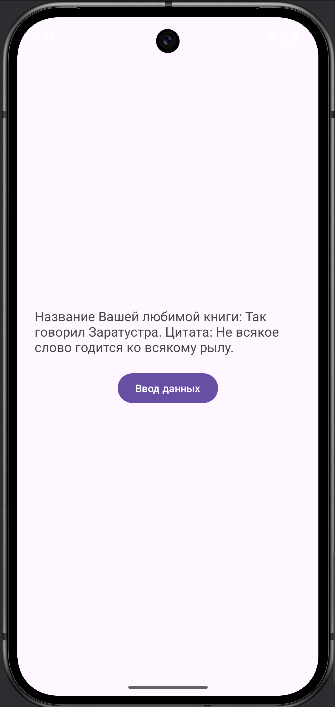 Название Вашей любимой книги: Так
говорил Заратустра. Цитата: Не всякое
слово годится ко всякому рылу.
Ввод данных